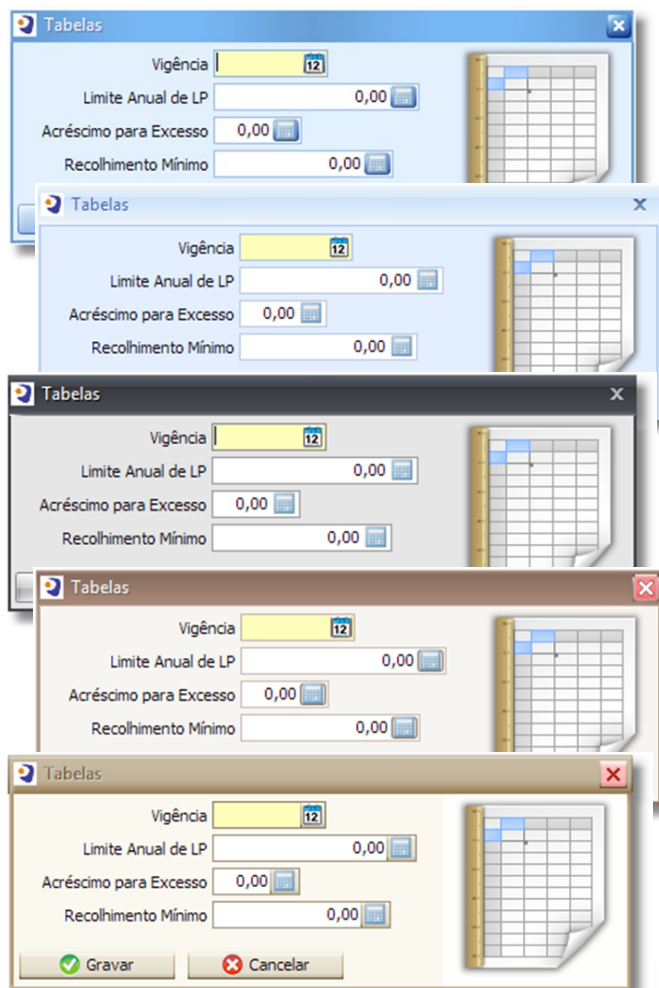 Tabelas
Vigência 12
Limite Anual de LP 0,00
Acréscimo para Excesso 0,00
Recolhimento Mínimo 0,00
Tabelas
Vigência 12
Limite Anual de LP 0,00
Acréscimo para Excesso 0,00
Recolhimento Mínimo 0,00
Tabelas
Vigência 12
Limite Anual de LP 0,00
Acréscimo para Excesso 0,00
Recolhimento Mínimo 0,00
Tabelas
Vigência 12
Limite Anual de LP 0,00
Acréscimo para Excesso 0,00
Recolhimento Mínimo 0,00
Tabelas
Vigência 12
Limite Anual de LP 0,00
Acréscimo para Excesso 0,00
Recolhimento Mínimo 0,00
Gravar Cancelar